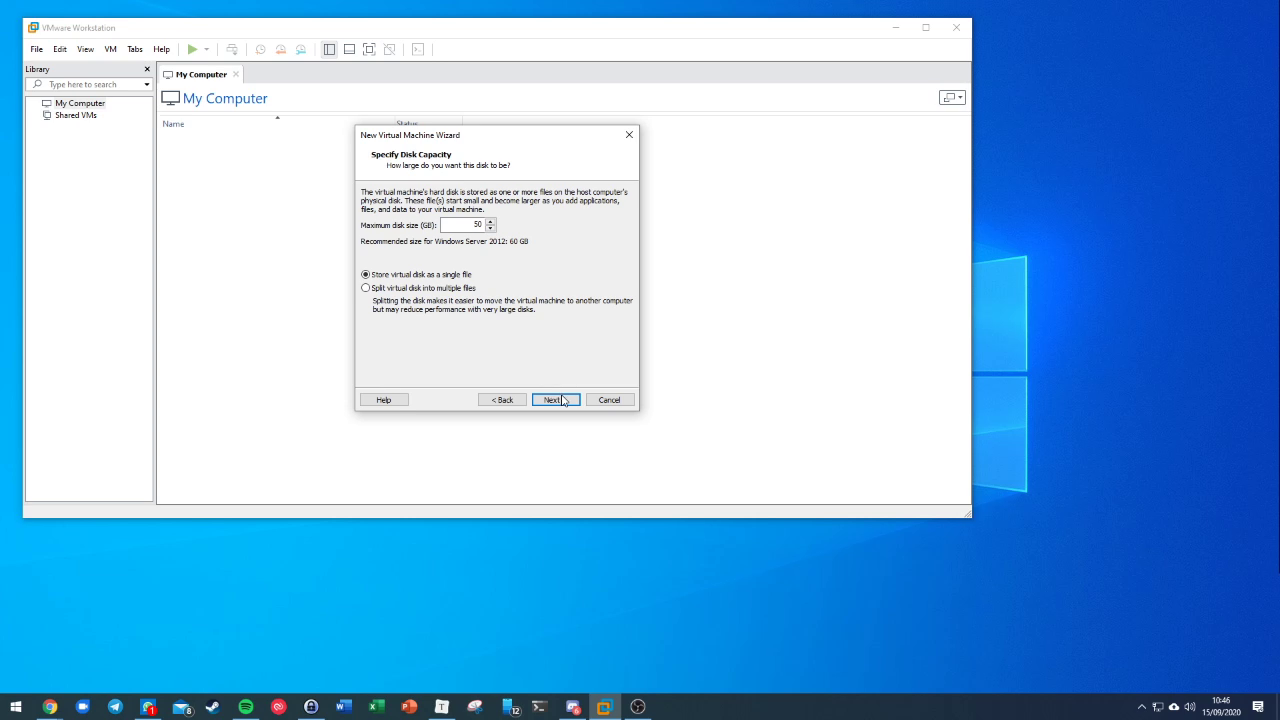 VMware Workstation
File Edit View VM Tabs Help
Library
My Computer
Type here to search
My Computer
My Computer
Shared VMs
Name
Status
New Virtual Machine Wizard
Specify Disk Capacity
How large do you want this disk to be?
The virtual machine's hard disk is stored as one or more files on the host computer's
physical disk. These file(s) start small and become larger as you add applications,
files, and data to your virtual machine.
Maximum disk size (GB): 50
Recommended size for Windows Server 2012: 60 GB
Store virtual disk as a single file
Split virtual disk into multiple files
Splitting the disk makes it easier to move the virtual machine to another computer
but may reduce performance with very large disks.
Help < Back Next Cancel
1
8
12
10:46
15/09/2020